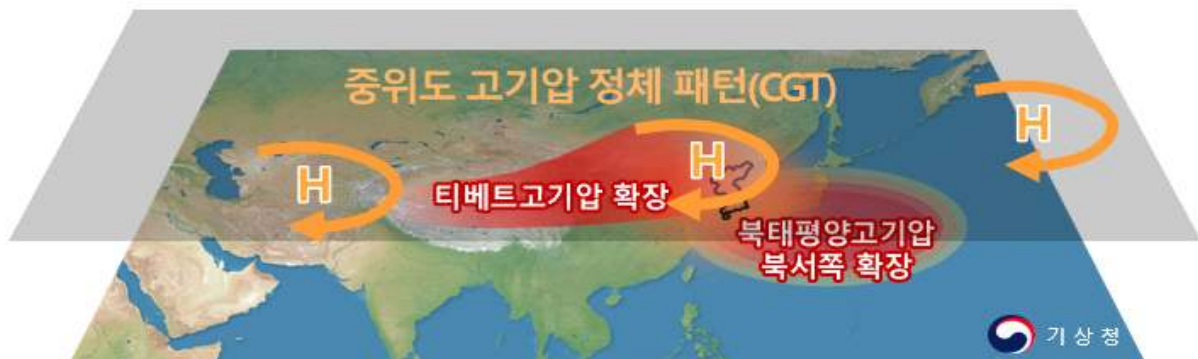 중위도 고기압 정체 패턴(CGT)
H
H
H
티베트고기압 확장
북태평양고기압
북서쪽 확장
기상청